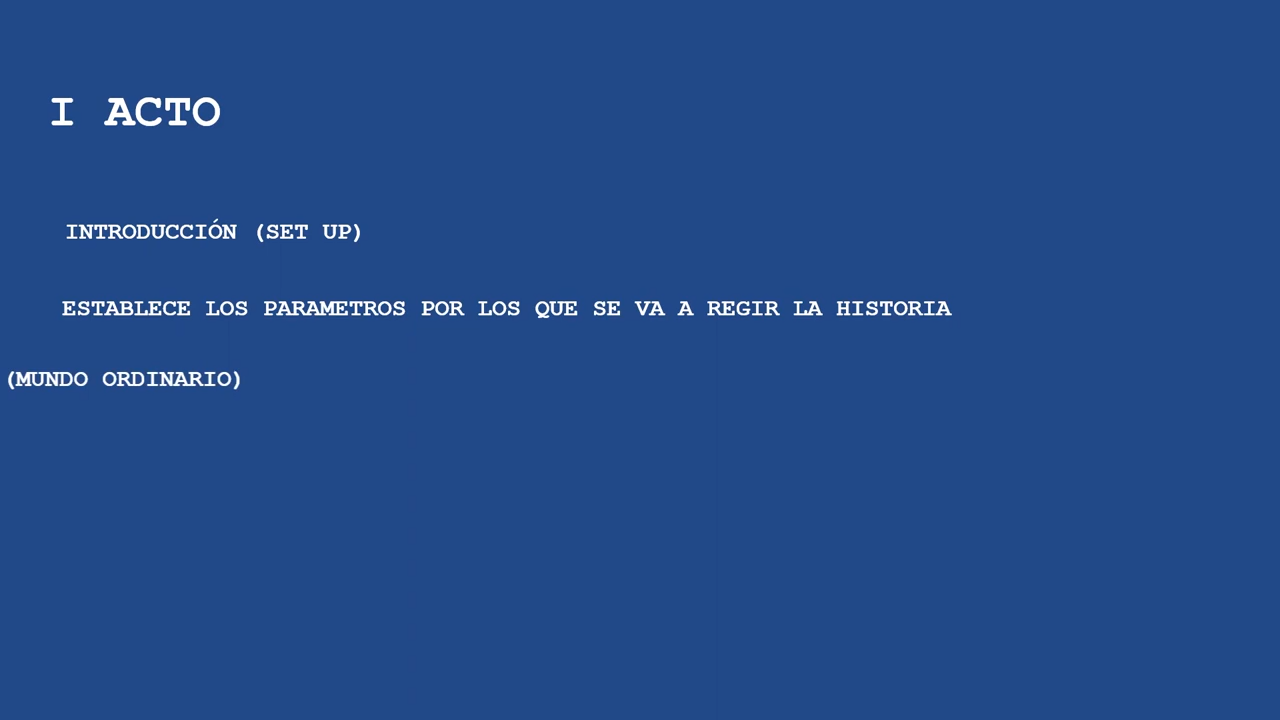 I ACTO
INTRODUCCIÓN (SET UP)
ESTABLECE LOS PARAMETROS POR LOS QUE SE VA A REGIR LA HISTORIA
(MUNDO ORDINARIO)